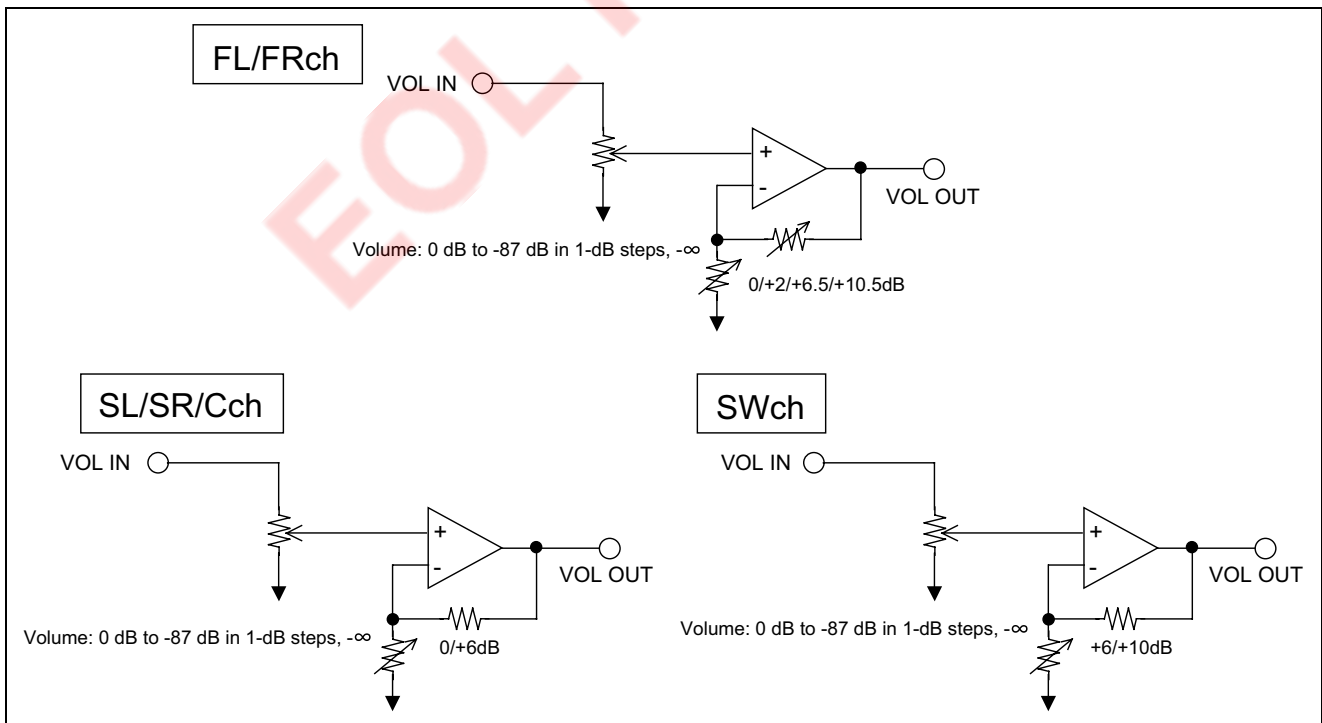 EOL
FL/FRch
VOL IN
+
-
VOL OUT
Volume: 0 dB to -87 dB in 1-dB steps, -∞
0/+2/+6.5/+10.5dB
SL/SR/Cch
VOL IN
+
-
VOL OUT
Volume: 0 dB to -87 dB in 1-dB steps, -∞
0/+6dB
SWch
VOL IN
+
-
VOL OUT
Volume: 0 dB to -87 dB in 1-dB steps, -∞
+6/+10dB